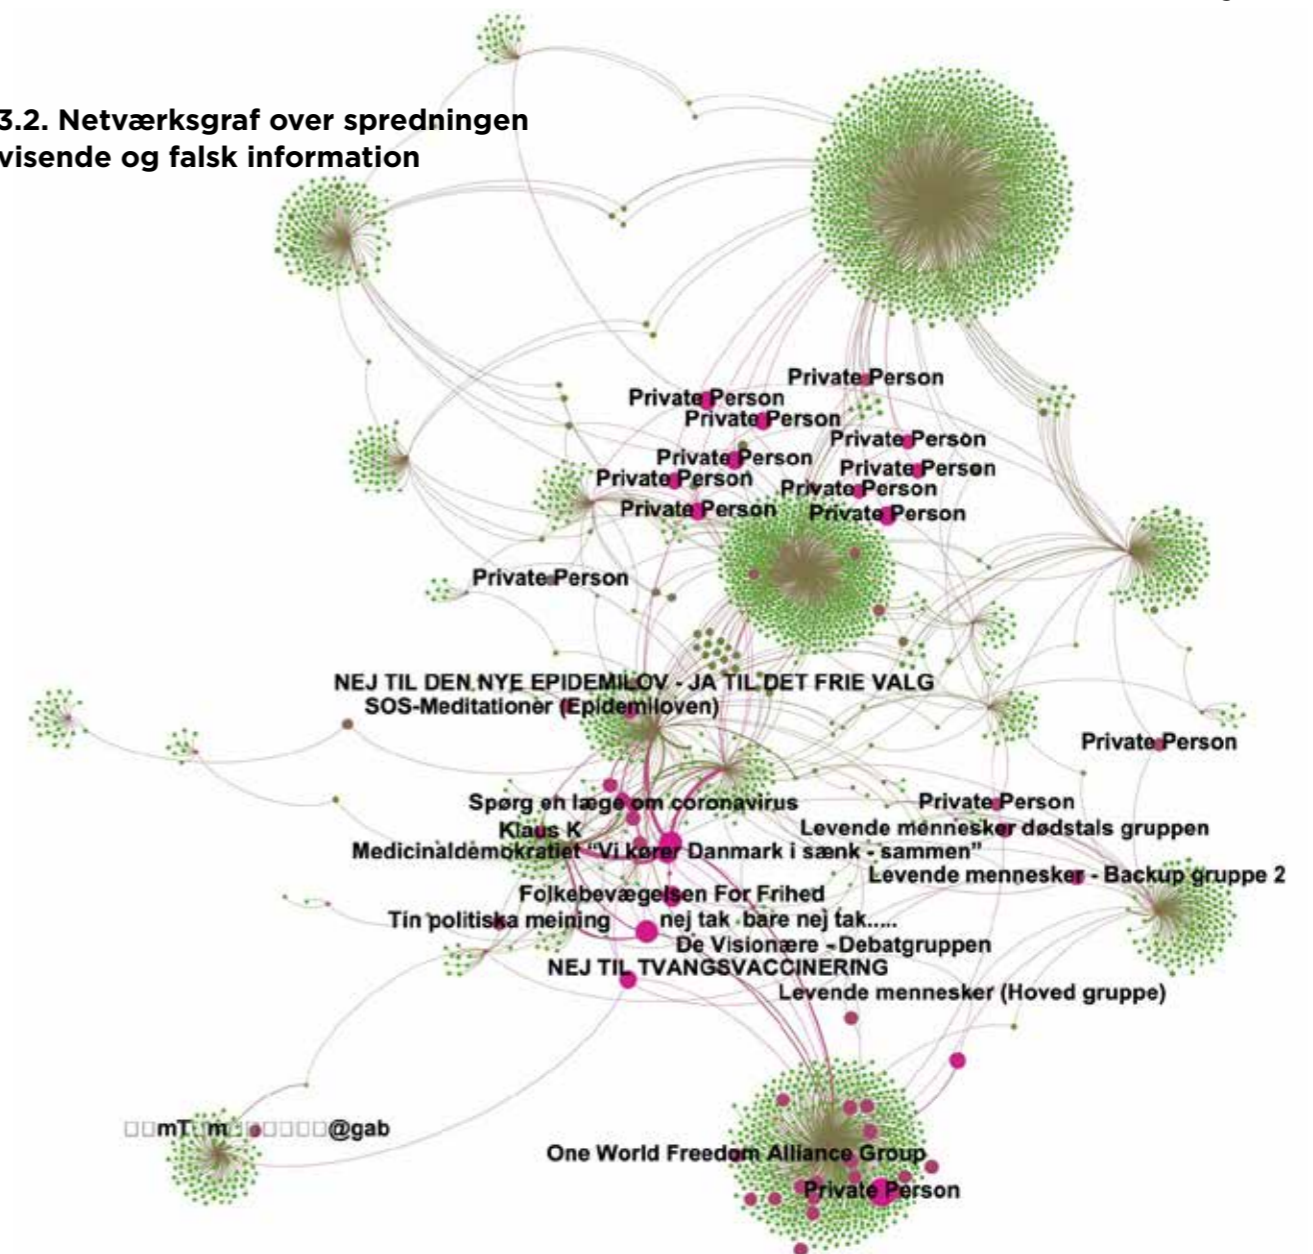 3.2. Netværksgraf over spredningen
visende og falsk information
Private Person
Private Person
Private Person
Private Person
Private Person
Private Person
Private Person
Private Person
Private Person
Private Person
Private Person
NEJ TIL DEN NYE EPIDEMILOV - JA TIL DET FRIE VALG
SOS-Meditationer (Epidemiloven)
Private Person
Spørg en læge om coronavirus
Private Person
Klaus K
Levende mennesker dødstals gruppen
Medicinaldemokratiet “Vi kører Danmark i sænk - sammen”
Levende mennesker - Backup gruppe 2
Folkebevægelsen For Frihed
Tín politiska meining
nej tak bare nej tak.....
De Visionære - Debatgruppen
NEJ TIL TVANGSVACCINERING
Levende mennesker (Hoved gruppe)
@gab
One World Freedom Alliance Group
Private Person